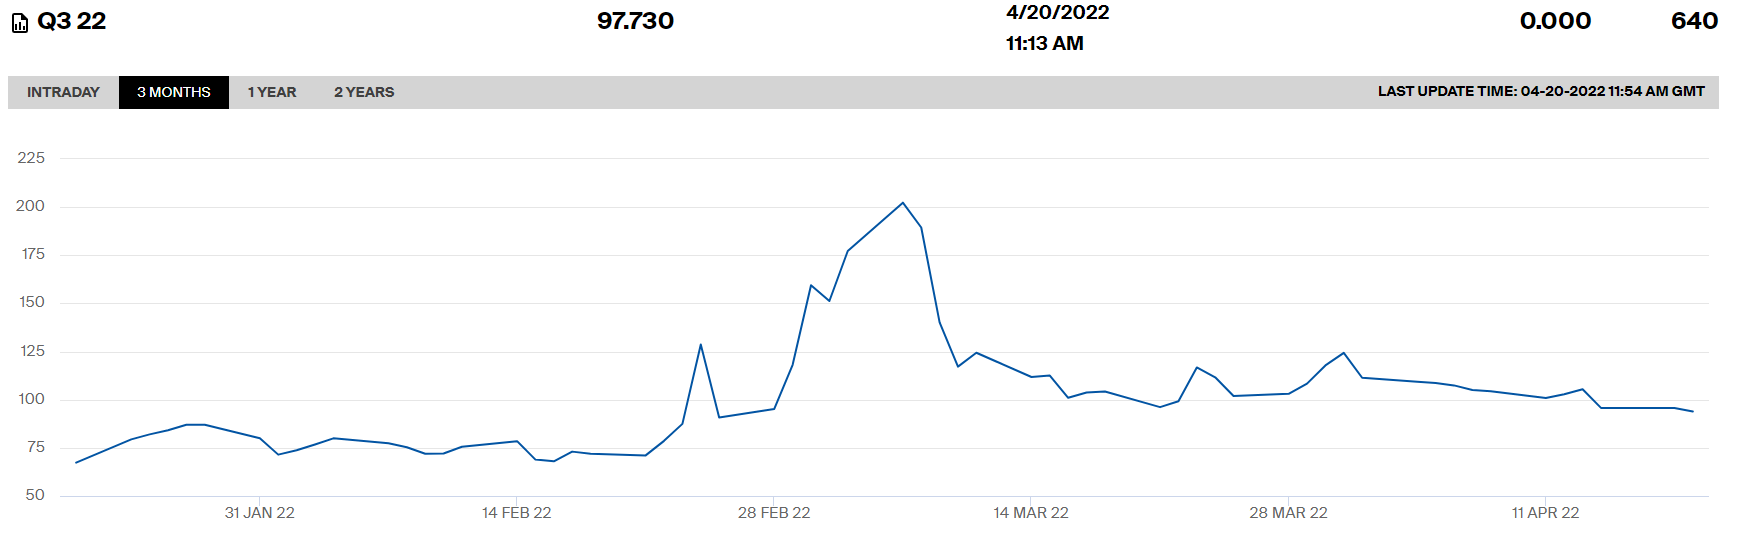 Q3 22 97.730 4/20/2022 11:13 AM 0.000 640
INTRADAY 3 MONTHS 1 YEAR 2 YEARS LAST UPDATE TIME: 04-20-2022 11:54 AM GMT
225
200
175
150
125
100
75
50
31 JAN 22 14 FEB 22 28 FEB 22 14 MAR 22 28 MAR 22 11 APR 22